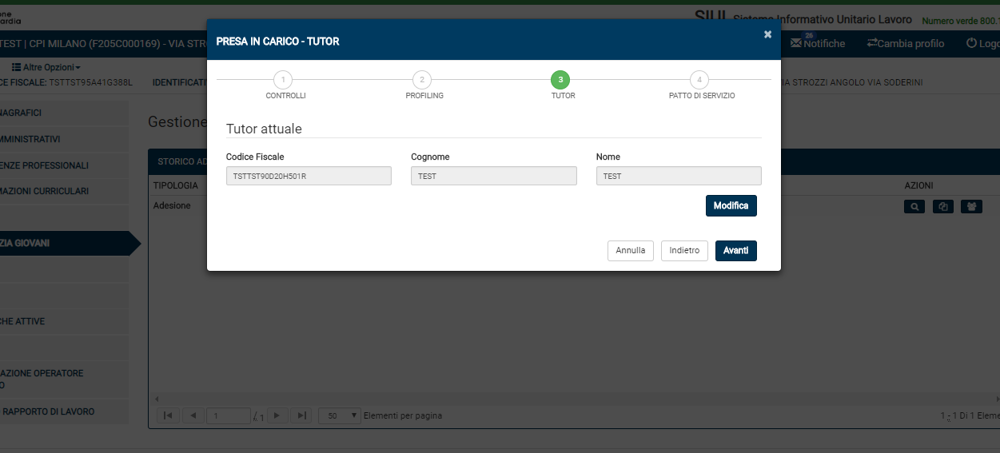 one
ardia
SIUL Sistema Informativo Unitario Lavoro Numero verde 800.1
TEST | CPI MILANO (F205C000169) - VIA STR
26
Notifiche
Cambia profilo
Logo
Altre Opzioni
CE FISCALE: TSTTST95A41G388L
IDENTIFICATI
IA STROZZI ANGOLO VIA SODERINI
NAGRAFICI
MMINISTRATIVI
ENZE PROFESSIONALI
MAZIONI CURRICULARI
ZIA GIOVANI
CHE ATTIVE
AZIONE OPERATORE
O
RAPPORTO DI LAVORO
Gestione
STORICO AD
TIPOLOGIA
AZIONI
Adesione
PRESA IN CARICO - TUTOR
×
1
2
3
4
CONTROLLI
PROFILING
TUTOR
PATTO DI SERVIZIO
Tutor attuale
Codice Fiscale
Cognome
Nome
TSTTST90D20H501R
TEST
TEST
Modifica
Annulla
Indietro
Avanti
1 / 1
50
Elementi per pagina
1 - 1 Di 1 Eleme